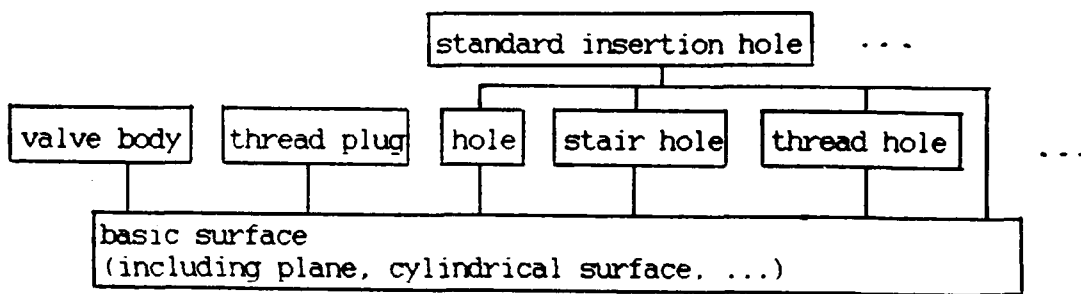 standard insertion hole ...
valve body thread plug hole stair hole thread hole ...
basic surface
(including plane, cylindrical surface, ...)